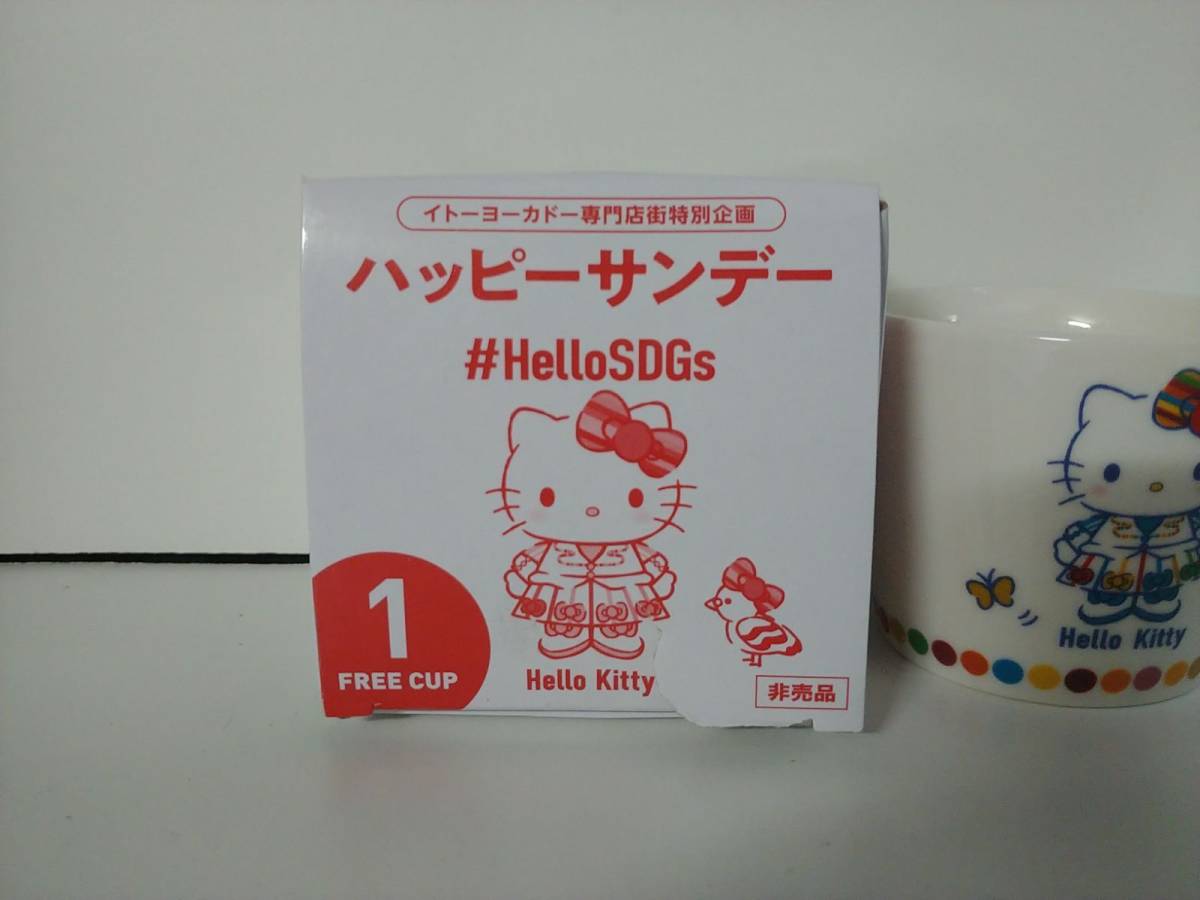 イトーヨーカドー専門店街特別企画
ハッピーサンデー
#HelloSDGs
1
FREE CUP
Hello Kitty
非売品
Hello Kitty